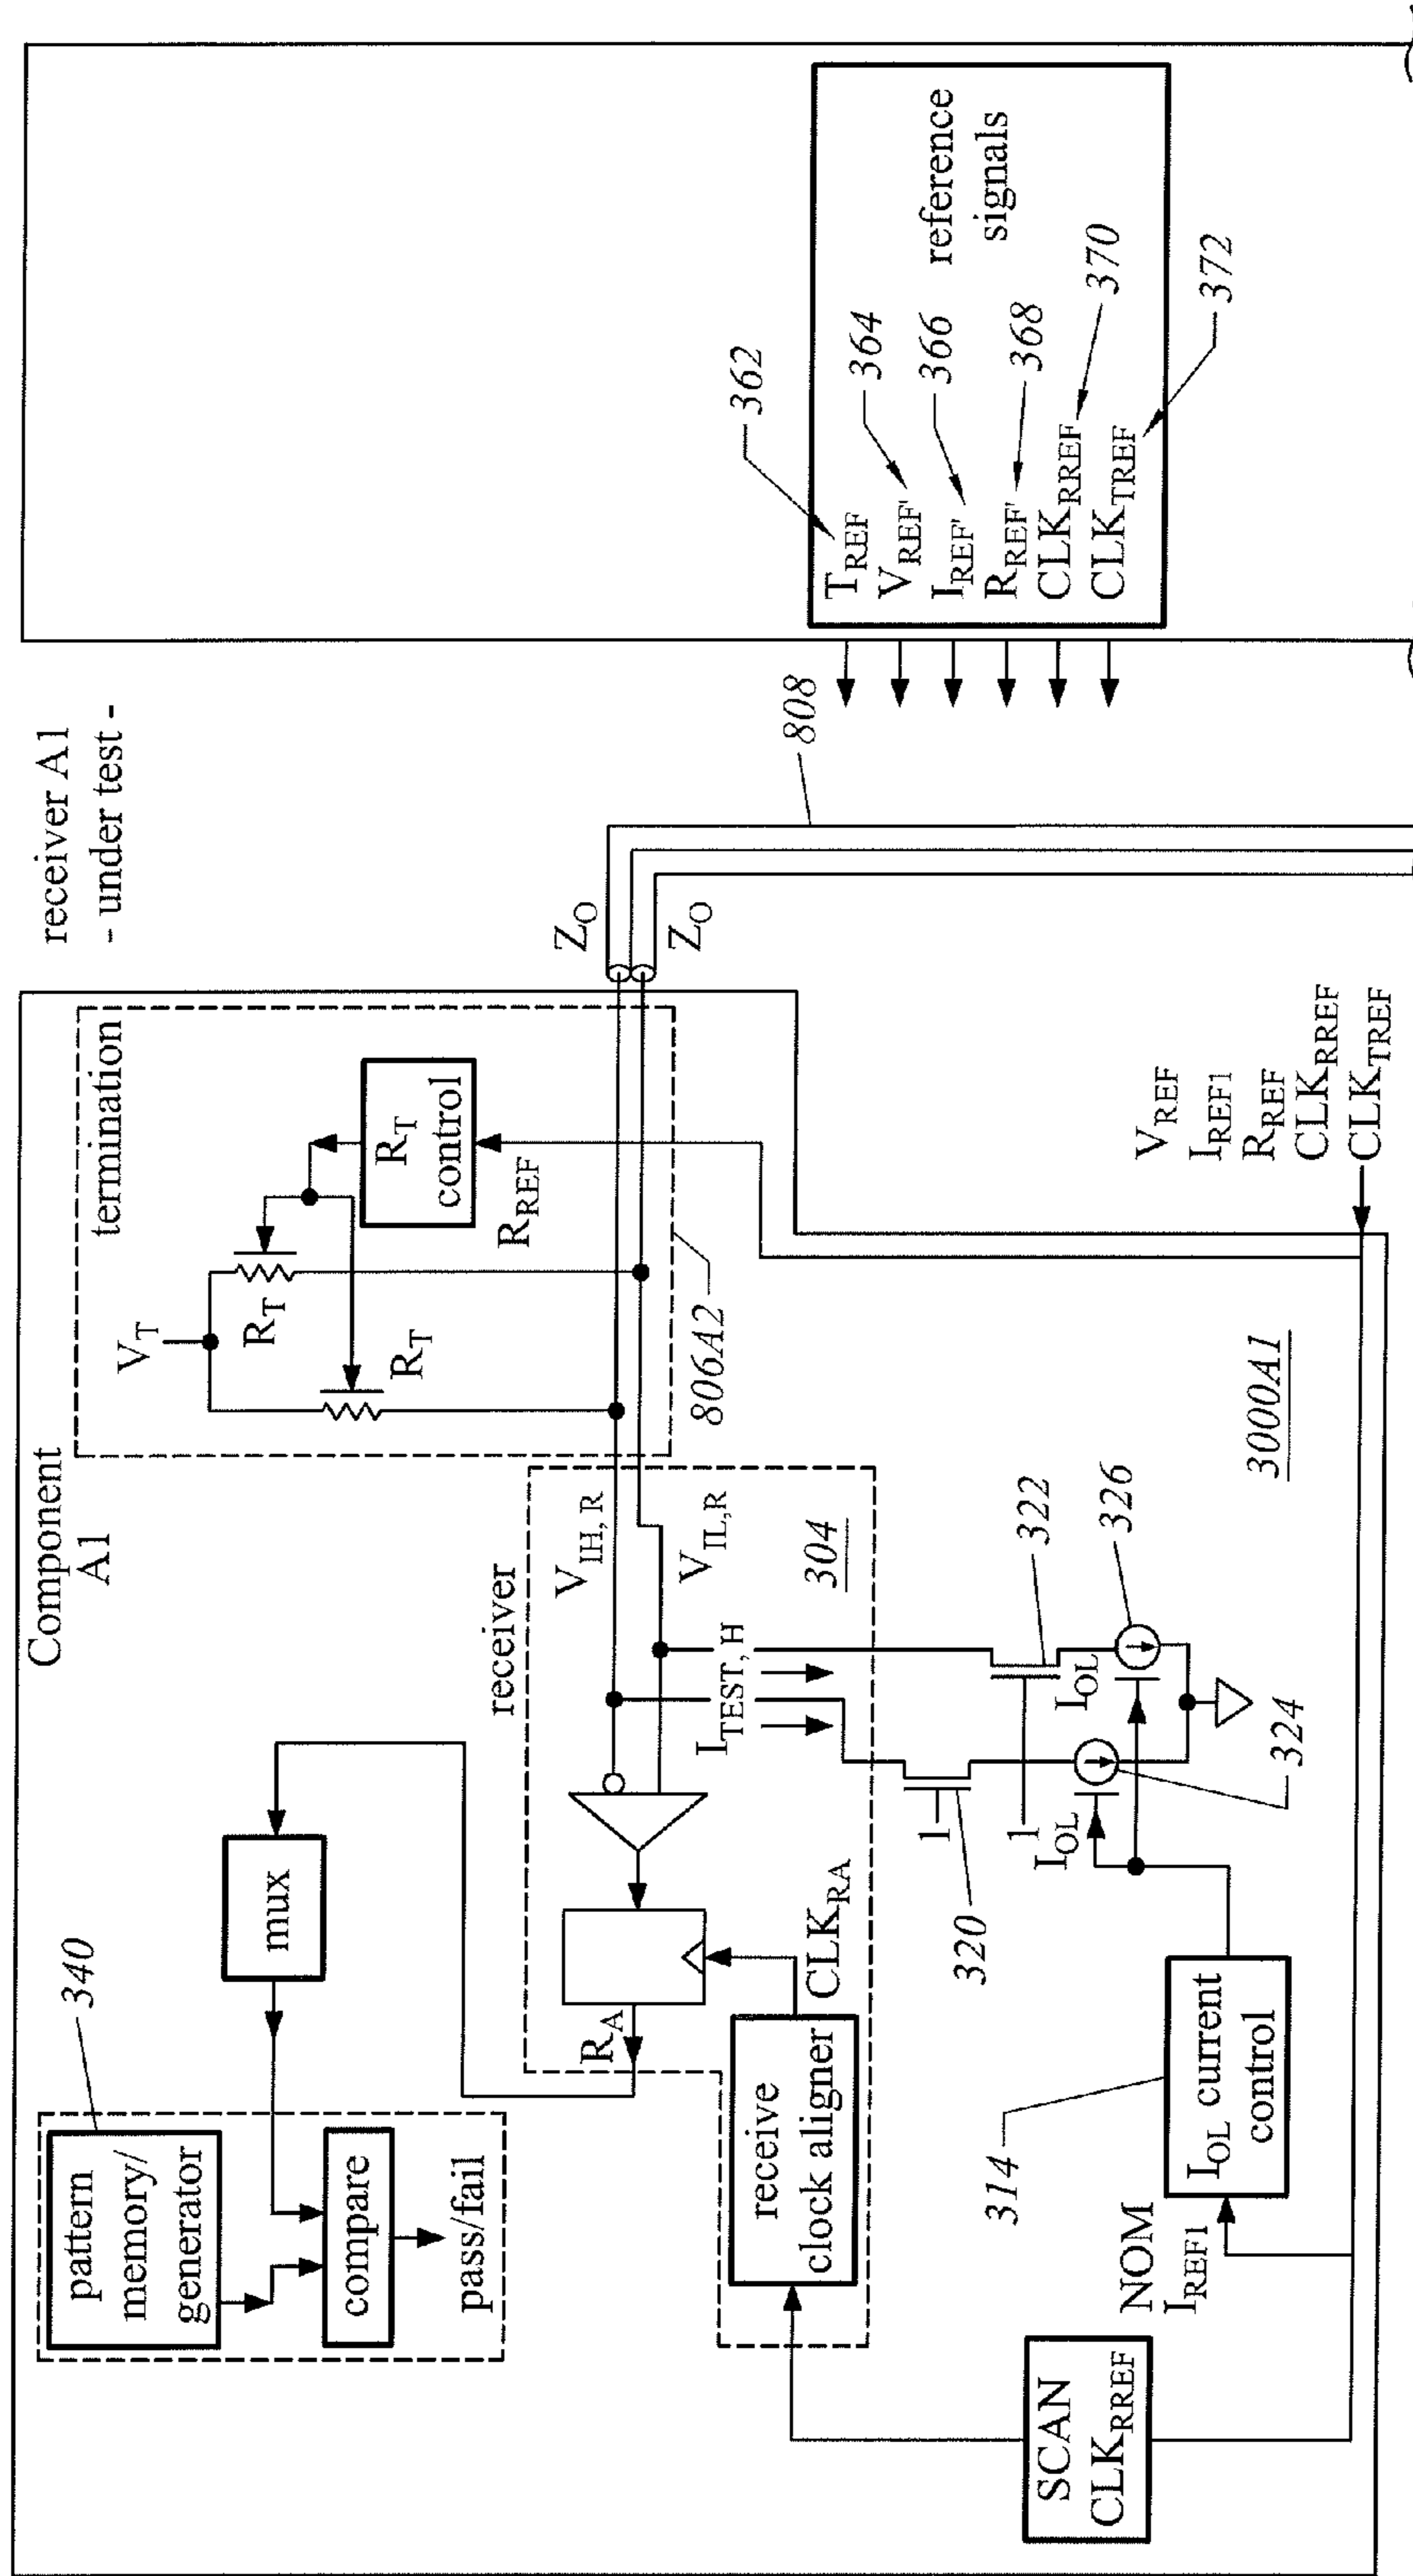 receiver A1
- under test -
Component
A1
termination
V_T
R_T
R_T
R_T
control
R_REF
806A2
Z_O
Z_O
808
340
pattern
memory/
generator
compare
pass/fail
mux
receiver
V_IH, R
V_IL,R
I_TEST, H
304
R_A
CLK_RA
receive
clock aligner
1
1
320
322
I_OL
I_OL
324
326
314
I_OL current
control
NOM
I_REF1
SCAN
CLK_RREF
3000A1
V_REF
I_REF1
R_REF
CLK_RREF
CLK_TREF
T_REF
V_REF'
I_REF'
R_REF'
CLK_RREF
CLK_TREF
reference
signals
362
364
366
368
370
372